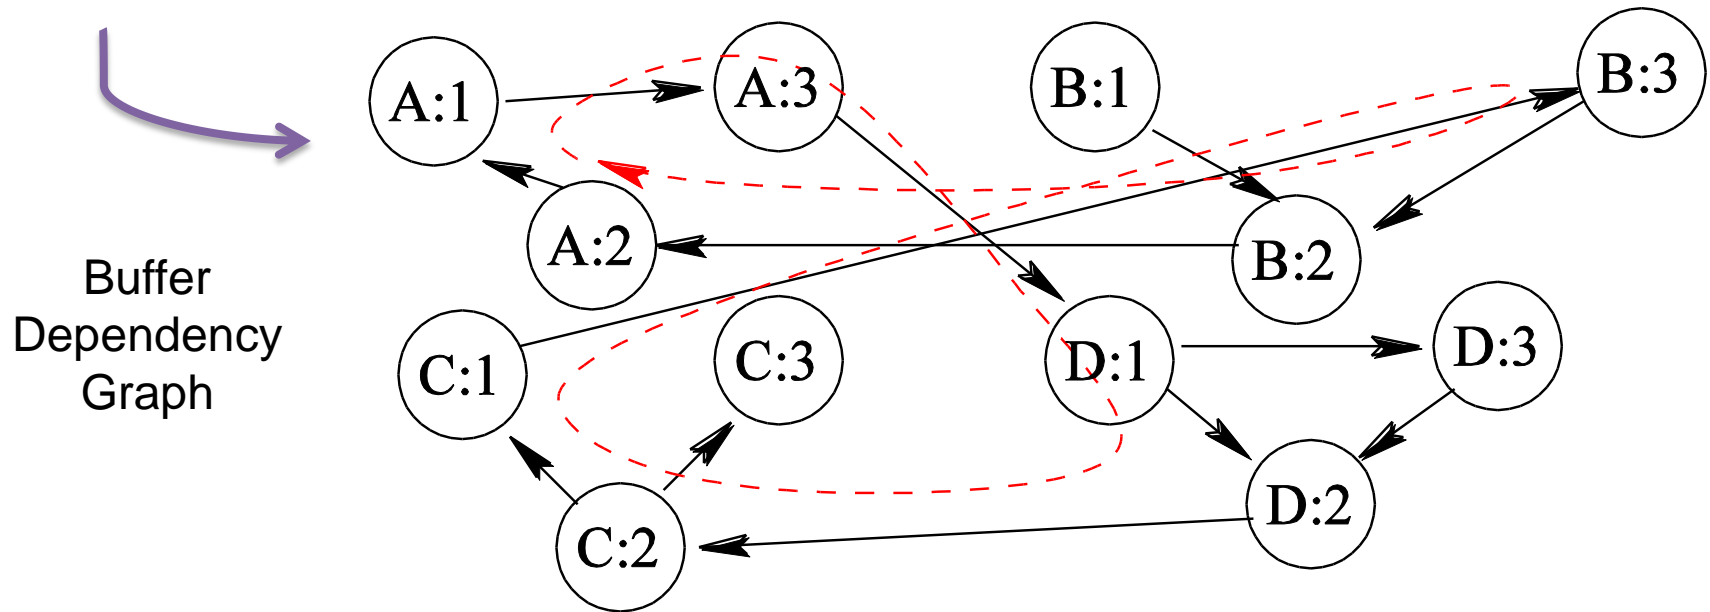 A:1
A:3
B:1
B:3
A:2
B:2
Buffer
Dependency
Graph
C:1
C:3
D:1
D:3
C:2
D:2